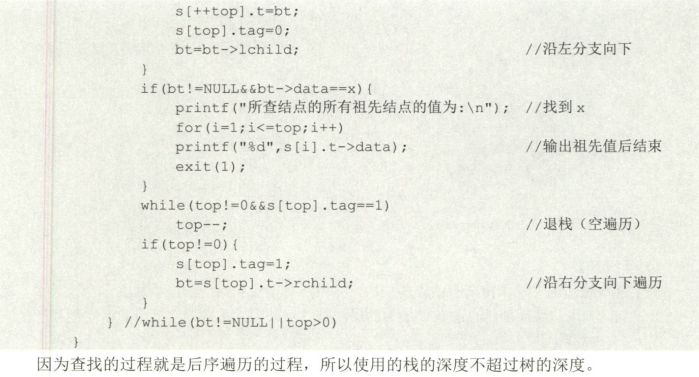 s[++top].t=bt;
s[top].tag=0;
bt=bt->lchild; //沿左分支向下
}
if(bt!=NULL&&bt->data==x){
printf("所查结点的所有祖先结点的值为:\n"); //找到x
for(i=1;i<=top;i++)
printf("%d",s[i].t->data); //输出祖先值后结束
exit(1);
}
while(top!=0&&s[top].tag==1)
top--; //退栈（空遍历）
if(top!=0){
s[top].tag=1;
bt=s[top].t->rchild; //沿右分支向下遍历
}
} //while(bt!=NULL||top>0)
}
因为查找的过程就是后序遍历的过程，所以使用的栈的深度不超过树的深度。